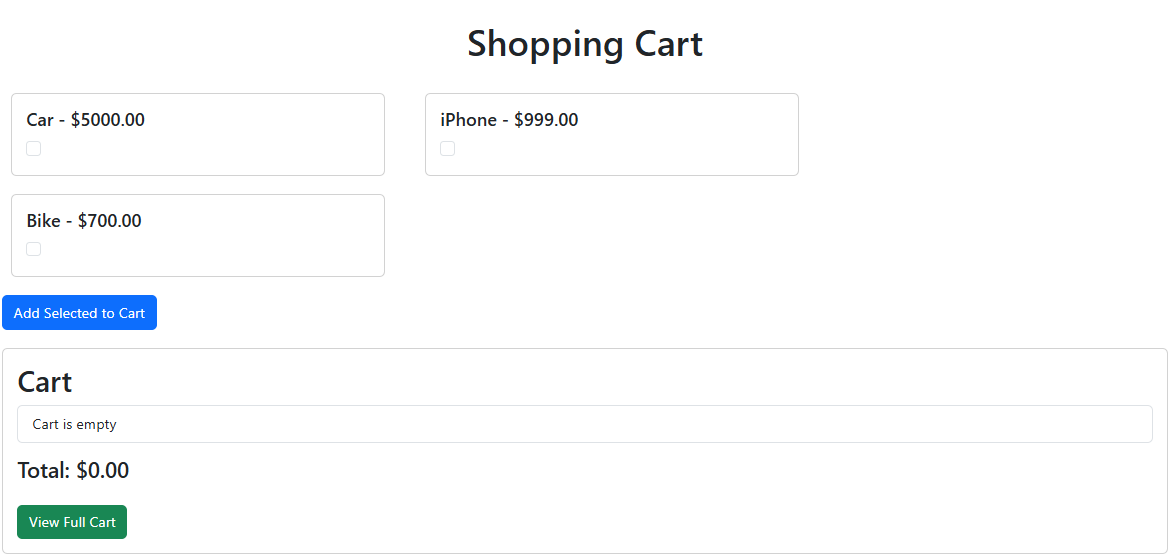 Shopping Cart
Car - $5000.00
iPhone - $999.00
Bike - $700.00
Add Selected to Cart
Cart
Cart is empty
Total: $0.00
View Full Cart